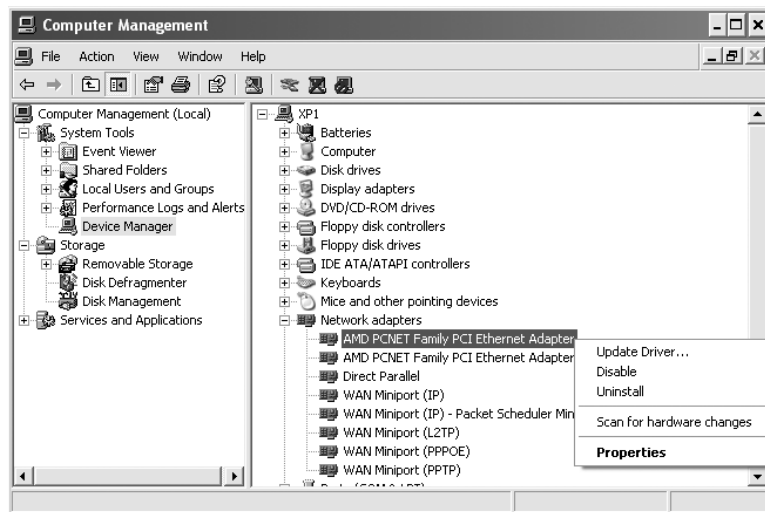 Computer Management
File Action View Window Help
Computer Management (Local)
System Tools
Event Viewer
Shared Folders
Local Users and Groups
Performance Logs and Alerts
Device Manager
Storage
Removable Storage
Disk Defragmenter
Disk Management
Services and Applications
XP1
Batteries
Computer
Disk drives
Display adapters
DVD/CD-ROM drives
Floppy disk controllers
Floppy disk drives
IDE ATA/ATAPI controllers
Keyboards
Mice and other pointing devices
Network adapters
AMD PCNET Family PCI Ethernet Adapter
AMD PCNET Family PCI Ethernet Adapter
Direct Parallel
WAN Miniport (IP)
WAN Miniport (IP) - Packet Scheduler Min
WAN Miniport (L2TP)
WAN Miniport (PPPOE)
WAN Miniport (PPTP)
Update Driver...
Disable
Uninstall
Scan for hardware changes
Properties